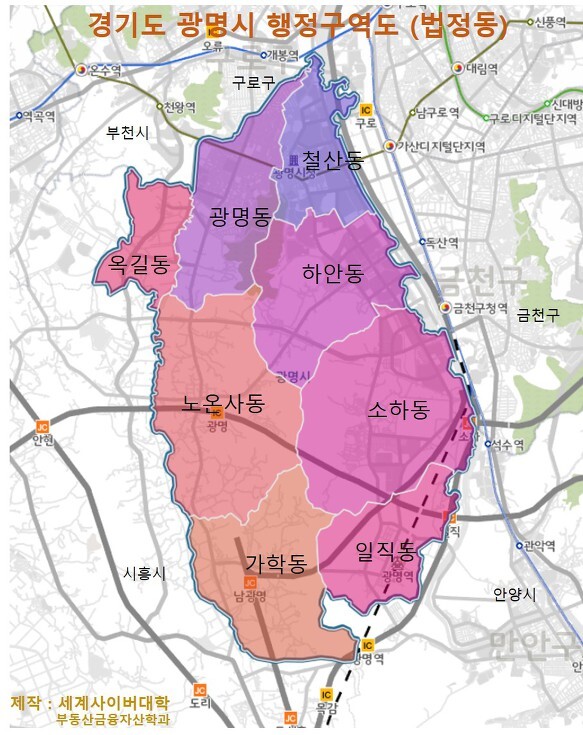 경기도 광명시 행정구역도 (법정동)
신풍역
오류
개봉역
온수역
구로구
대림역
천왕역
역곡역
IC
구로
남구로역
구로디지털단지역
신대방
부천시
가산디지털단지역
철산동
광명동
옥길동
하안동
독산역
금천구
금천구청역
금천구
광명시
노온사동
IC
광명
소하동
IC
안현
석수역
일직동
광명역
가학동
IC
남광명
관악역
시흥시
안양시
만안구
IC
광명역
제작 : 세계사이버대학
부동산금융자산학과
IC
도리
IC
목감
IC